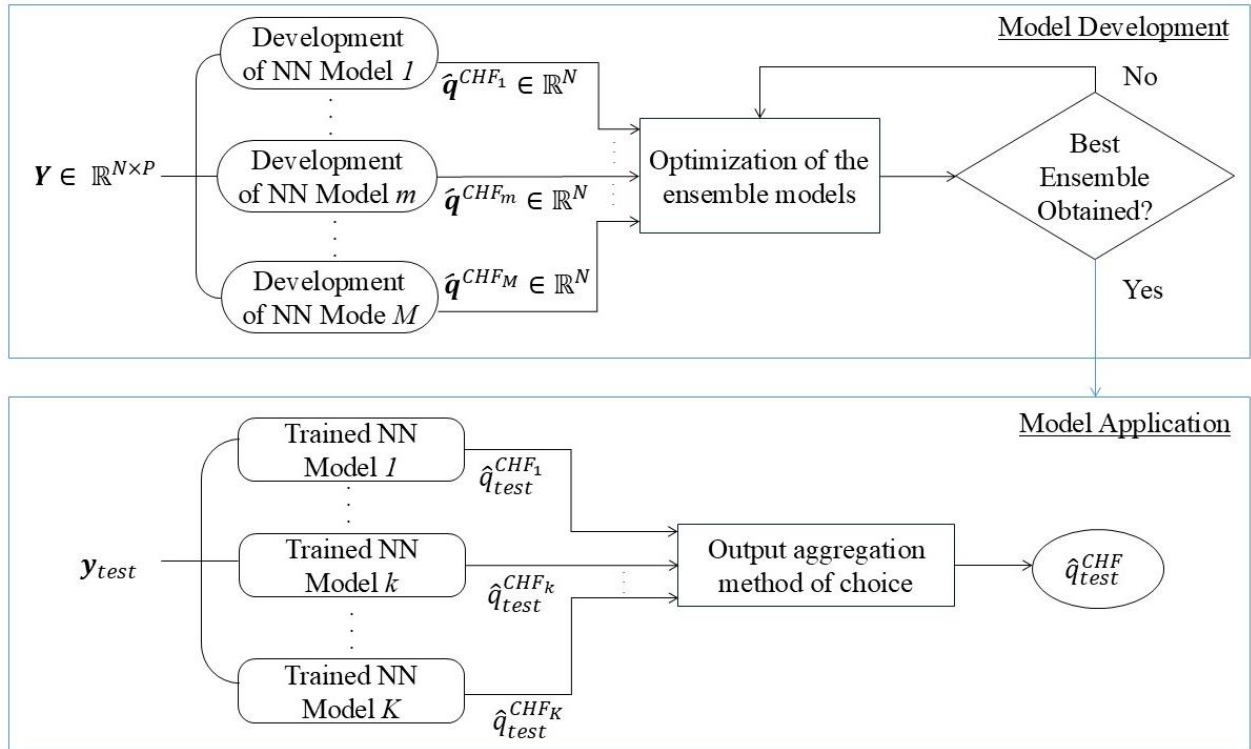 Model Development
Development
of NN Model 1
𝒀 ∈ ℝ^{N×P}
Development
of NN Model m
Development
of NN Mode M
q̂^{CHF_1} ∈ ℝ^N
q̂^{CHF_m} ∈ ℝ^N
q̂^{CHF_M} ∈ ℝ^N
Optimization of the
ensemble models
Best
Ensemble
Obtained?
No
Yes
Model Application
Trained NN
Model 1
y_{test}
Trained NN
Model k
Trained NN
Model K
q̂_{test}^{CHF_1}
q̂_{test}^{CHF_k}
q̂_{test}^{CHF_K}
Output aggregation
method of choice
q̂_{test}^{CHF}